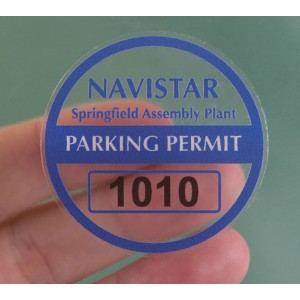 NAVISTAR
Springfield Assembly Plant
PARKING PERMIT
1010